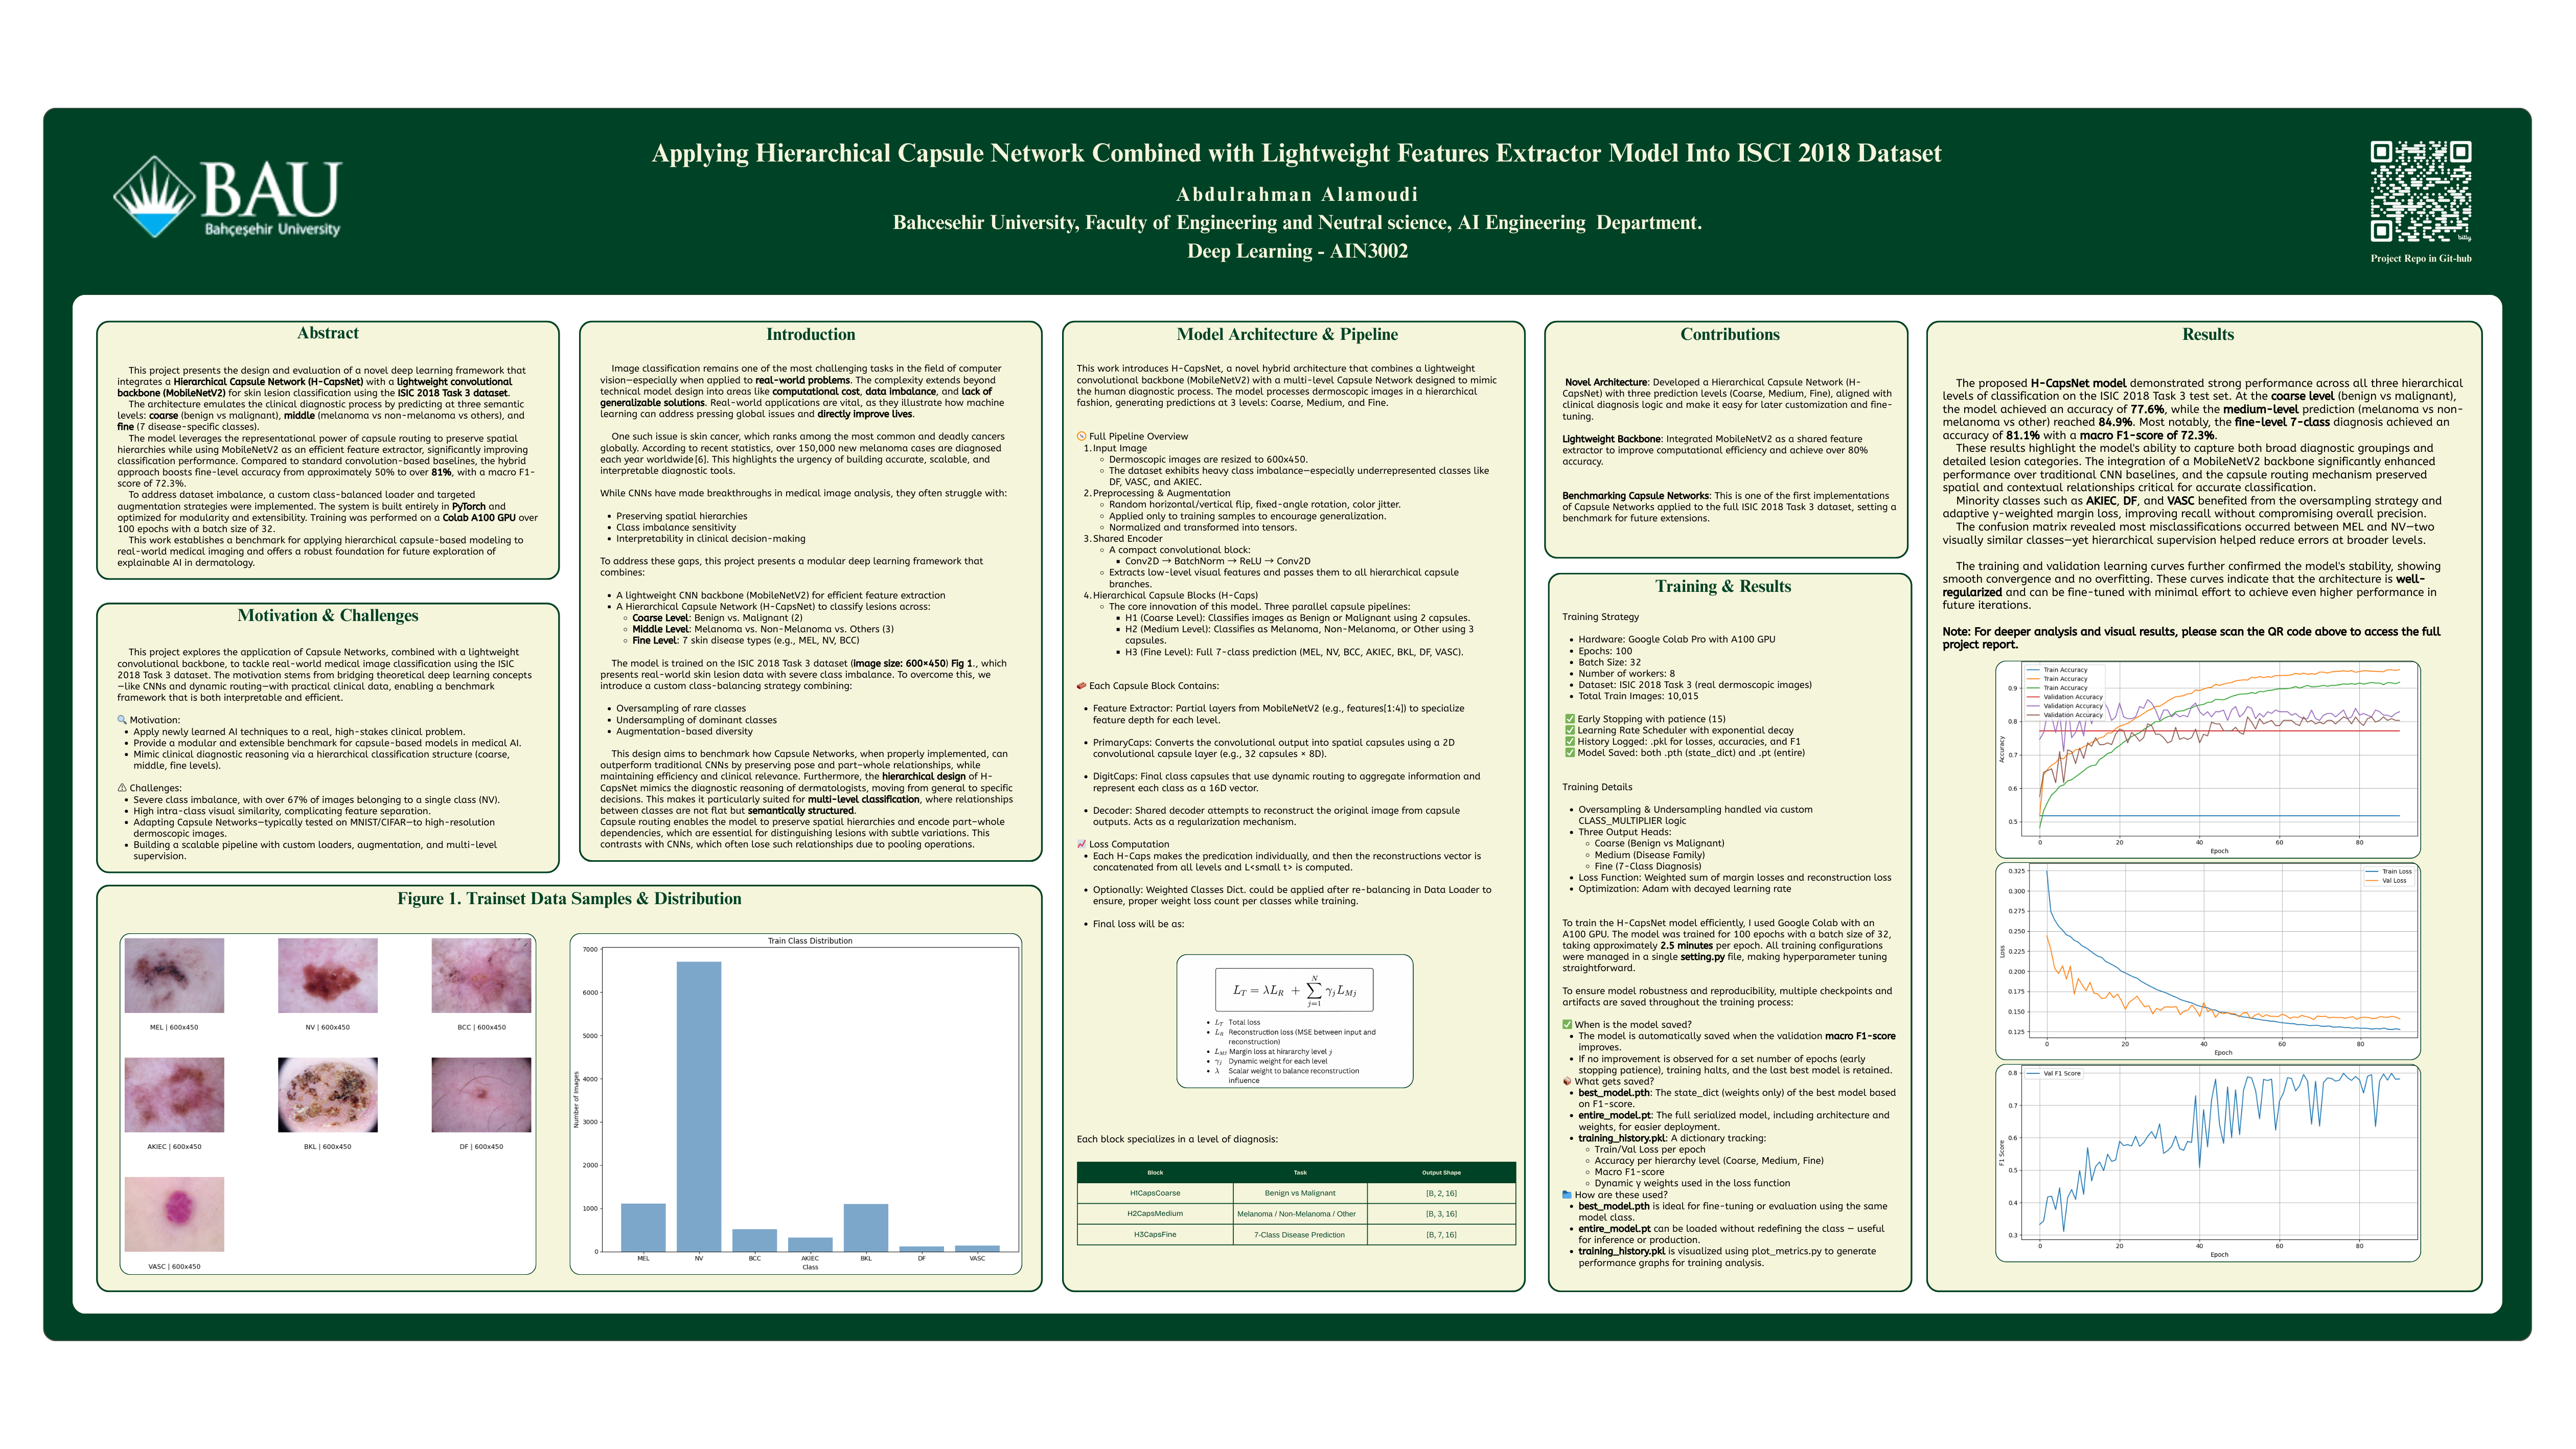 BAU
Bahçeşehir University
Applying Hierarchical Capsule Network Combined with Lightweight Features Extractor Model Into ISCI 2018 Dataset
Abdulrahman Alamoudi
Bahcesehir University, Faculty of Engineering and Neutral science, AI Engineering Department.
Deep Learning - AIN3002
bitly
Project Repo in Git-hub
Abstract
This project presents the design and evaluation of a novel deep learning framework that
integrates a Hierarchical Capsule Network (H-CapsNet) with a lightweight convolutional
backbone (MobileNetV2) for skin lesion classification using the ISIC 2018 Task 3 dataset.
The architecture emulates the clinical diagnostic process by predicting at three semantic
levels: coarse (benign vs malignant), middle (melanoma vs non-melanoma vs others), and
fine (7 disease-specific classes).
The model leverages the representational power of capsule routing to preserve spatial
hierarchies while using MobileNetV2 as an efficient feature extractor, significantly improving
classification performance. Compared to standard convolution-based baselines, the hybrid
approach boosts fine-level accuracy from approximately 50% to over 81%, with a macro F1-
score of 72.3%.
To address dataset imbalance, a custom class-balanced loader and targeted
augmentation strategies were implemented. The system is built entirely in PyTorch and
optimized for modularity and extensibility. Training was performed on a Colab A100 GPU over
100 epochs with a batch size of 32.
This work establishes a benchmark for applying hierarchical capsule-based modeling to
real-world medical imaging and offers a robust foundation for future exploration of
explainable AI in dermatology.
Motivation & Challenges
This project explores the application of Capsule Networks, combined with a lightweight
convolutional backbone, to tackle real-world medical image classification using the ISIC
2018 Task 3 dataset. The motivation stems from bridging theoretical deep learning concepts
—like CNNs and dynamic routing—with practical clinical data, enabling a benchmark
framework that is both interpretable and efficient.
🔍 Motivation:
• Apply newly learned AI techniques to a real, high-stakes clinical problem.
• Provide a modular and extensible benchmark for capsule-based models in medical AI.
• Mimic clinical diagnostic reasoning via a hierarchical classification structure (coarse,
middle, fine levels).
⚠ Challenges:
• Severe class imbalance, with over 67% of images belonging to a single class (NV).
• High intra-class visual similarity, complicating feature separation.
• Adapting Capsule Networks—typically tested on MNIST/CIFAR—to high-resolution
dermoscopic images.
• Building a scalable pipeline with custom loaders, augmentation, and multi-level
supervision.
Introduction
Image classification remains one of the most challenging tasks in the field of computer
vision—especially when applied to real-world problems. The complexity extends beyond
technical model design into areas like computational cost, data imbalance, and lack of
generalizable solutions. Real-world applications are vital, as they illustrate how machine
learning can address pressing global issues and directly improve lives.
One such issue is skin cancer, which ranks among the most common and deadly cancers
globally. According to recent statistics, over 150,000 new melanoma cases are diagnosed
each year worldwide[6]. This highlights the urgency of building accurate, scalable, and
interpretable diagnostic tools.
While CNNs have made breakthroughs in medical image analysis, they often struggle with:
• Preserving spatial hierarchies
• Class imbalance sensitivity
• Interpretability in clinical decision-making
To address these gaps, this project presents a modular deep learning framework that
combines:
• A lightweight CNN backbone (MobileNetV2) for efficient feature extraction
• A Hierarchical Capsule Network (H-CapsNet) to classify lesions across:
◦ Coarse Level: Benign vs. Malignant (2)
◦ Middle Level: Melanoma vs. Non-Melanoma vs. Others (3)
◦ Fine Level: 7 skin disease types (e.g., MEL, NV, BCC)
The model is trained on the ISIC 2018 Task 3 dataset (image size: 600×450) Fig 1., which
presents real-world skin lesion data with severe class imbalance. To overcome this, we
introduce a custom class-balancing strategy combining:
• Oversampling of rare classes
• Undersampling of dominant classes
• Augmentation-based diversity
This design aims to benchmark how Capsule Networks, when properly implemented, can
outperform traditional CNNs by preserving pose and part-whole relationships, while
maintaining efficiency and clinical relevance. Furthermore, the hierarchical design of H-
CapsNet mimics the diagnostic reasoning of dermatologists, moving from general to specific
decisions. This makes it particularly suited for multi-level classification, where relationships
between classes are not flat but semantically structured.
Capsule routing enables the model to preserve spatial hierarchies and encode part-whole
dependencies, which are essential for distinguishing lesions with subtle variations. This
contrasts with CNNs, which often lose such relationships due to pooling operations.
Figure 1. Trainset Data Samples & Distribution
MEL | 600x450
NV | 600x450
BCC | 600x450
AKIEC | 600x450
BKL | 600x450
DF | 600x450
VASC | 600x450
Train Class Distribution
Number of Images
7000
6000
5000
4000
3000
2000
1000
0
MEL NV BCC AKIEC BKL DF VASC
Class
Model Architecture & Pipeline
This work introduces H-CapsNet, a novel hybrid architecture that combines a lightweight
convolutional backbone (MobileNetV2) with a multi-level Capsule Network designed to mimic
the human diagnostic process. The model processes dermoscopic images in a hierarchical
fashion, generating predictions at 3 levels: Coarse, Medium, and Fine.
🧭 Full Pipeline Overview
1. Input Image
◦ Dermoscopic images are resized to 600x450.
◦ The dataset exhibits heavy class imbalance—especially underrepresented classes like
DF, VASC, and AKIEC.
2. Preprocessing & Augmentation
◦ Random horizontal/vertical flip, fixed-angle rotation, color jitter.
◦ Applied only to training samples to encourage generalization.
◦ Normalized and transformed into tensors.
3. Shared Encoder
◦ A compact convolutional block:
▪ Conv2D → BatchNorm → ReLU → Conv2D
◦ Extracts low-level visual features and passes them to all hierarchical capsule
branches.
4. Hierarchical Capsule Blocks (H-Caps)
◦ The core innovation of this model. Three parallel capsule pipelines:
▪ H1 (Coarse Level): Classifies images as Benign or Malignant using 2 capsules.
▪ H2 (Medium Level): Classifies as Melanoma, Non-Melanoma, or Other using 3
capsules.
▪ H3 (Fine Level): Full 7-class prediction (MEL, NV, BCC, AKIEC, BKL, DF, VASC).
🧱 Each Capsule Block Contains:
• Feature Extractor: Partial layers from MobileNetV2 (e.g., features[1:4]) to specialize
feature depth for each level.
• PrimaryCaps: Converts the convolutional output into spatial capsules using a 2D
convolutional capsule layer (e.g., 32 capsules × 8D).
• DigitCaps: Final class capsules that use dynamic routing to aggregate information and
represent each class as a 16D vector.
• Decoder: Shared decoder attempts to reconstruct the original image from capsule
outputs. Acts as a regularization mechanism.
📈 Loss Computation
• Each H-Caps makes the predication individually, and then the reconstructions vector is
concatenated from all levels and L<small t> is computed.
• Optionally: Weighted Classes Dict. could be applied after re-balancing in Data Loader to
ensure, proper weight loss count per classes while training.
• Final loss will be as:
L_T = λL_R + ∑_{j=1}^{N} γ_j L_{Mj}
• L_T Total loss
• L_R Reconstruction loss (MSE between input and
reconstruction)
• L_{Mj} Margin loss at hirararchy level j
• γ_j Dynamic weight for each level
• λ Scalar weight to balance reconstruction
influence
Each block specializes in a level of diagnosis:
Block Task Output Shape
H1CapsCoarse Benign vs Malignant [B, 2, 16]
H2CapsMedium Melanoma / Non-Melanoma / Other [B, 3, 16]
H3CapsFine 7-Class Disease Prediction [B, 7, 16]
Contributions
Novel Architecture: Developed a Hierarchical Capsule Network (H-
CapsNet) with three prediction levels (Coarse, Medium, Fine), aligned with
clinical diagnosis logic and make it easy for later customization and fine-
tuning.
Lightweight Backbone: Integrated MobileNetV2 as a shared feature
extractor to improve computational efficiency and achieve over 80%
accuracy.
Benchmarking Capsule Networks: This is one of the first implementations
of Capsule Networks applied to the full ISIC 2018 Task 3 dataset, setting a
benchmark for future extensions.
Training & Results
Training Strategy
• Hardware: Google Colab Pro with A100 GPU
• Epochs: 100
• Batch Size: 32
• Number of workers: 8
• Dataset: ISIC 2018 Task 3 (real dermoscopic images)
• Total Train Images: 10,015
✅ Early Stopping with patience (15)
✅ Learning Rate Scheduler with exponential decay
✅ History Logged: .pkl for losses, accuracies, and F1
✅ Model Saved: both .pth (state_dict) and .pt (entire)
Training Details
• Oversampling & Undersampling handled via custom
CLASS_MULTIPLIER logic
• Three Output Heads:
◦ Coarse (Benign vs Malignant)
◦ Medium (Disease Family)
◦ Fine (7-Class Diagnosis)
• Loss Function: Weighted sum of margin losses and reconstruction loss
• Optimization: Adam with decayed learning rate
To train the H-CapsNet model efficiently, I used Google Colab with an
A100 GPU. The model was trained for 100 epochs with a batch size of 32,
taking approximately 2.5 minutes per epoch. All training configurations
were managed in a single setting.py file, making hyperparameter tuning
straightforward.
To ensure model robustness and reproducibility, multiple checkpoints and
artifacts are saved throughout the training process:
✅ When is the model saved?
• The model is automatically saved when the validation macro F1-score
improves.
• If no improvement is observed for a set number of epochs (early
stopping patience), training halts, and the last best model is retained.
📦 What gets saved?
• best_model.pth: The state_dict (weights only) of the best model based
on F1-score.
• entire_model.pt: The full serialized model, including architecture and
weights, for easier deployment.
• training_history.pkl: A dictionary tracking:
◦ Train/Val Loss per epoch
◦ Accuracy per hierarchy level (Coarse, Medium, Fine)
◦ Macro F1-score
◦ Dynamic γ weights used in the loss function
📂 How are these used?
• best_model.pth is ideal for fine-tuning or evaluation using the same
model class.
• entire_model.pt can be loaded without redefining the class — useful
for inference or production.
• training_history.pkl is visualized using plot_metrics.py to generate
performance graphs for training analysis.
Results
The proposed H-CapsNet model demonstrated strong performance across all three hierarchical
levels of classification on the ISIC 2018 Task 3 test set. At the coarse level (benign vs malignant),
the model achieved an accuracy of 77.6%, while the medium-level prediction (melanoma vs non-
melanoma vs other) reached 84.9%. Most notably, the fine-level 7-class diagnosis achieved an
accuracy of 81.1% with a macro F1-score of 72.3%.
These results highlight the model's ability to capture both broad diagnostic groupings and
detailed lesion categories. The integration of a MobileNetV2 backbone significantly enhanced
performance over traditional CNN baselines, and the capsule routing mechanism preserved
spatial and contextual relationships critical for accurate classification.
Minority classes such as AKIEC, DF, and VASC benefited from the oversampling strategy and
adaptive γ-weighted margin loss, improving recall without compromising overall precision.
The confusion matrix revealed most misclassifications occurred between MEL and NV—two
visually similar classes—yet hierarchical supervision helped reduce errors at broader levels.
The training and validation learning curves further confirmed the model's stability, showing
smooth convergence and no overfitting. These curves indicate that the architecture is well-
regularized and can be fine-tuned with minimal effort to achieve even higher performance in
future iterations.
Note: For deeper analysis and visual results, please scan the QR code above to access the full
project report.
Train Accuracy
Train Accuracy
Train Accuracy
Validation Accuracy
Validation Accuracy
Validation Accuracy
Accuracy
0.9
0.8
0.7
0.6
0.5
0 20 40 60 80
Epoch
Train Loss
Val Loss
Loss
0.325
0.300
0.275
0.250
0.225
0.200
0.175
0.150
0.125
0 20 40 60 80
Epoch
Val F1 Score
F1 Score
0.8
0.7
0.6
0.5
0.4
0.3
0 20 40 60 80
Epoch